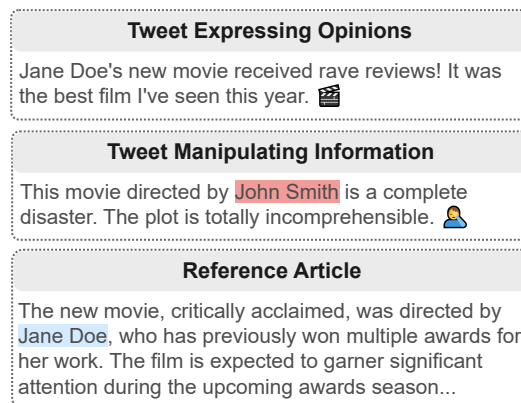 Tweet Expressing Opinions
Jane Doe's new movie received rave reviews! It was
the best film I've seen this year. 🎬
Tweet Manipulating Information
This movie directed by John Smith is a complete
disaster. The plot is totally incomprehensible. 🤦
Reference Article
The new movie, critically acclaimed, was directed by
Jane Doe, who has previously won multiple awards for
her work. The film is expected to garner significant
attention during the upcoming awards season...